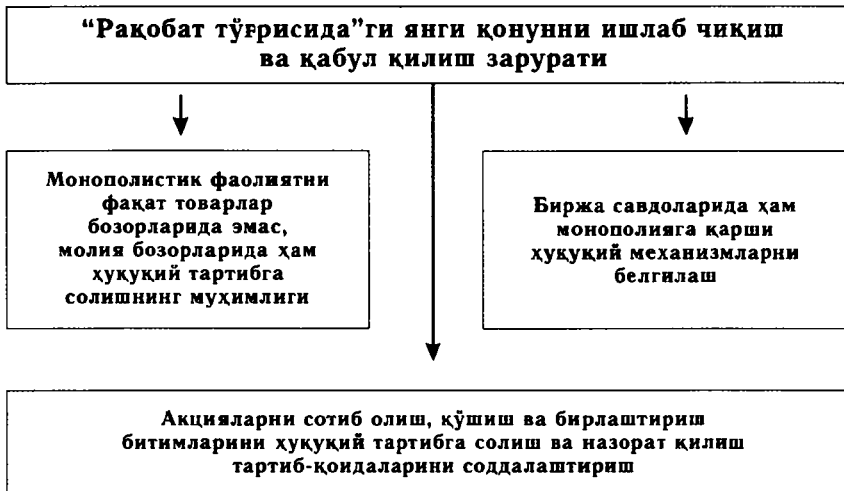 “Рақобат тўғрисида”ги янги қонунни ишлаб чиқиш
ва қабул қилиш зарурати
Монополистик фаолиятни
фақат товарлар
бозорларида эмас,
молия бозорларида ҳам
ҳуқуқий тартибга
солишнинг муҳимлиги
Биржа савдоларида ҳам
монополияга қарши
ҳуқуқий механизмларни
белгилаш
Акцияларни сотиб олиш, қўшиш ва бирлаштириш
битимларини ҳуқуқий тартибга солиш ва назорат қилиш
тартиб-қоидаларини соддалаштириш